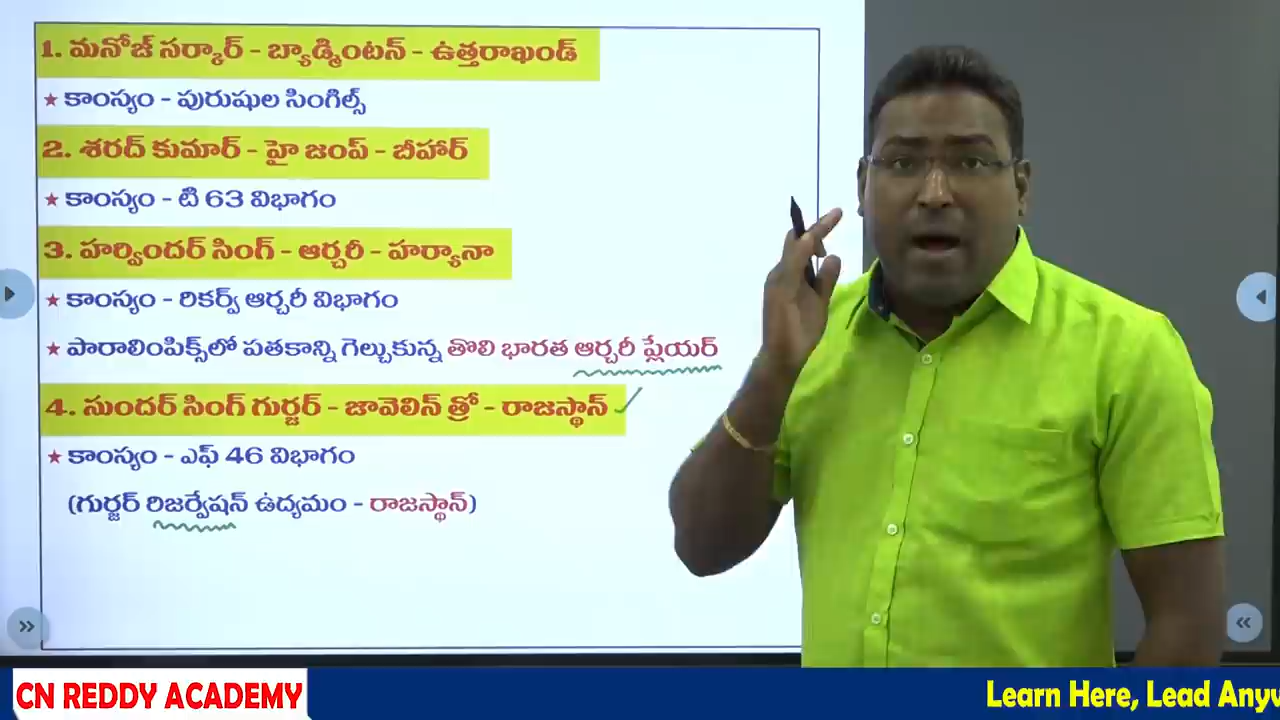 1. మనోజ్ సర్కార్ - బ్యాడ్మింటన్ - ఉత్తరాఖండ్
★ కాంస్యం - పురుషుల సింగిల్స్
2. శరద్ కుమార్ - హై జంప్ - బీహార్
★ కాంస్యం - టి 63 విభాగం
3. హర్విందర్ సింగ్ - ఆర్చరీ - హర్యానా
★ కాంస్యం - రికర్వ్ ఆర్చరీ విభాగం
★ పారాలింపిక్స్‌లో పతకాన్ని గెల్చుకున్న తొలి భారత ఆర్చరీ ప్లేయర్
4. సుందర్ సింగ్ గుర్జర్ - జావెలిన్ త్రో - రాజస్థాన్
★ కాంస్యం - ఎఫ్ 46 విభాగం
(గుర్జర్ రిజర్వేషన్ ఉద్యమం - రాజస్థాన్)
CN REDDY ACADEMY
Learn Here, Lead